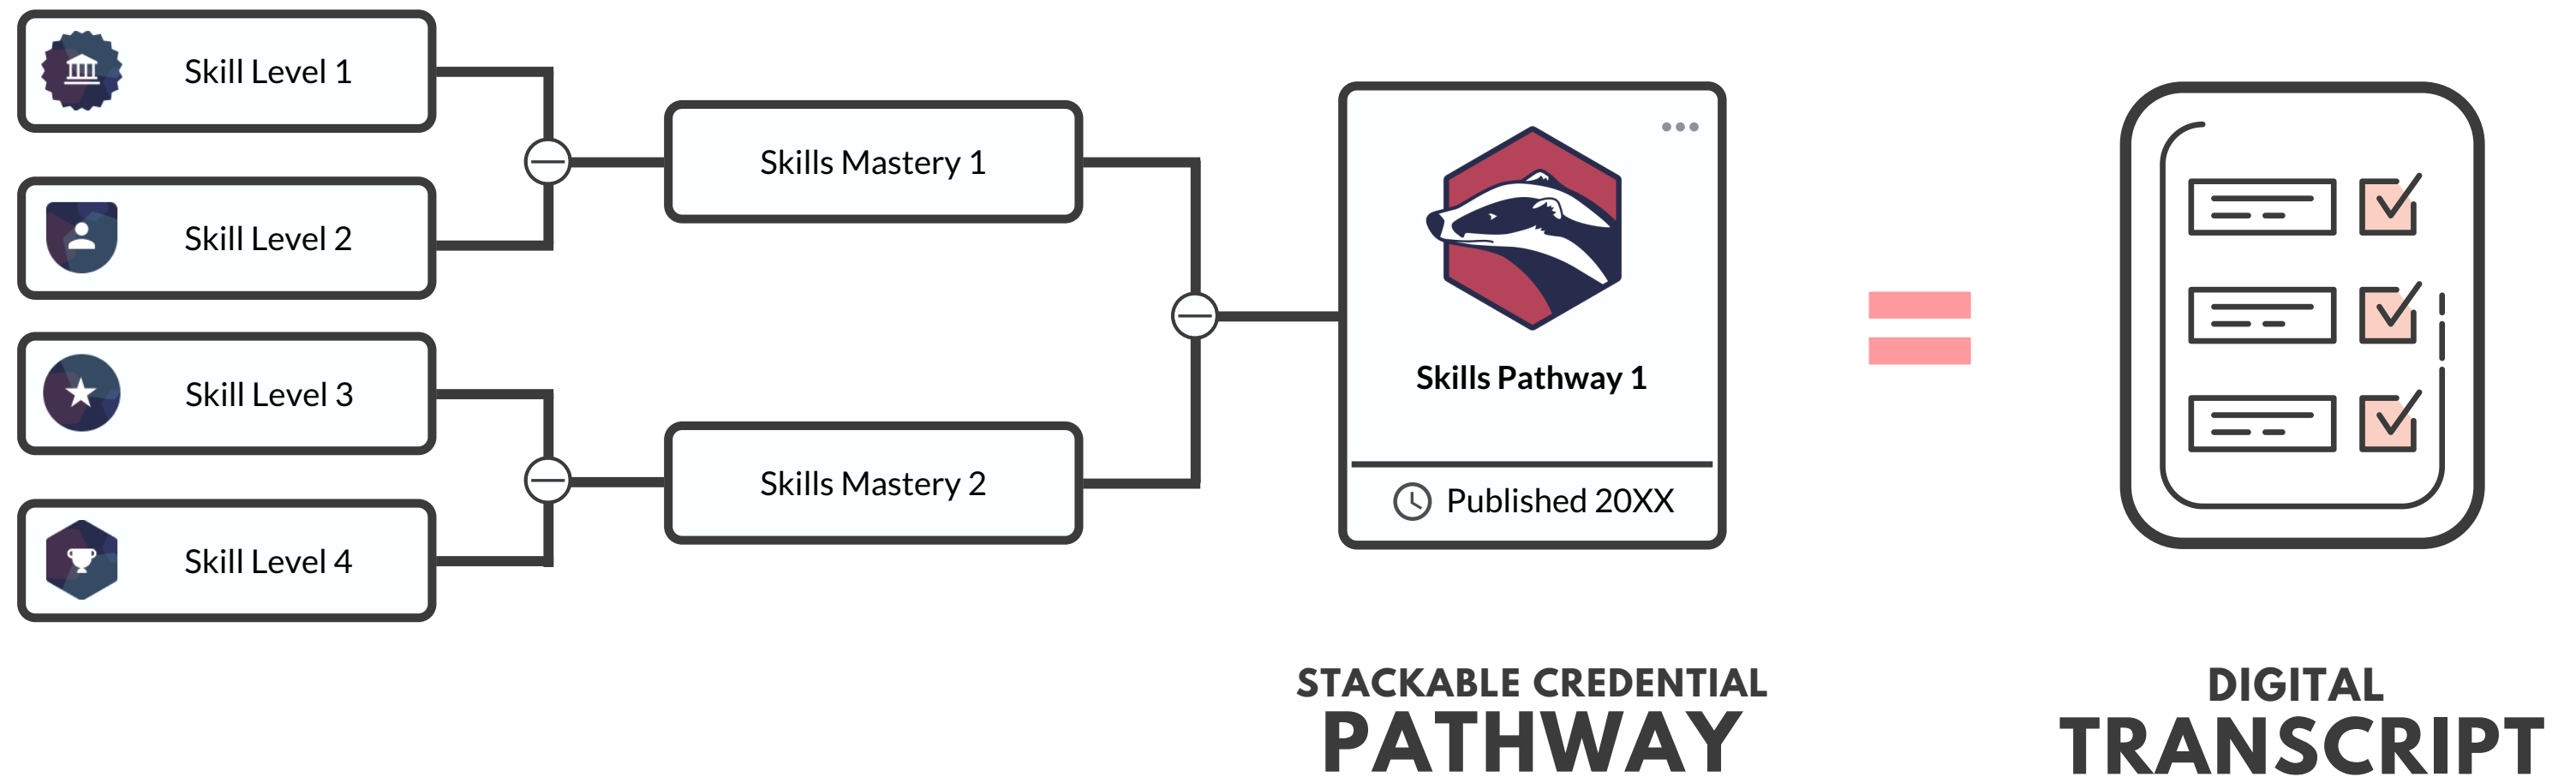 Skill Level 1
Skill Level 2
Skill Level 3
Skill Level 4
Skills Mastery 1
Skills Mastery 2
Skills Pathway 1
Published 20XX
STACKABLE CREDENTIAL
PATHWAY
DIGITAL
TRANSCRIPT